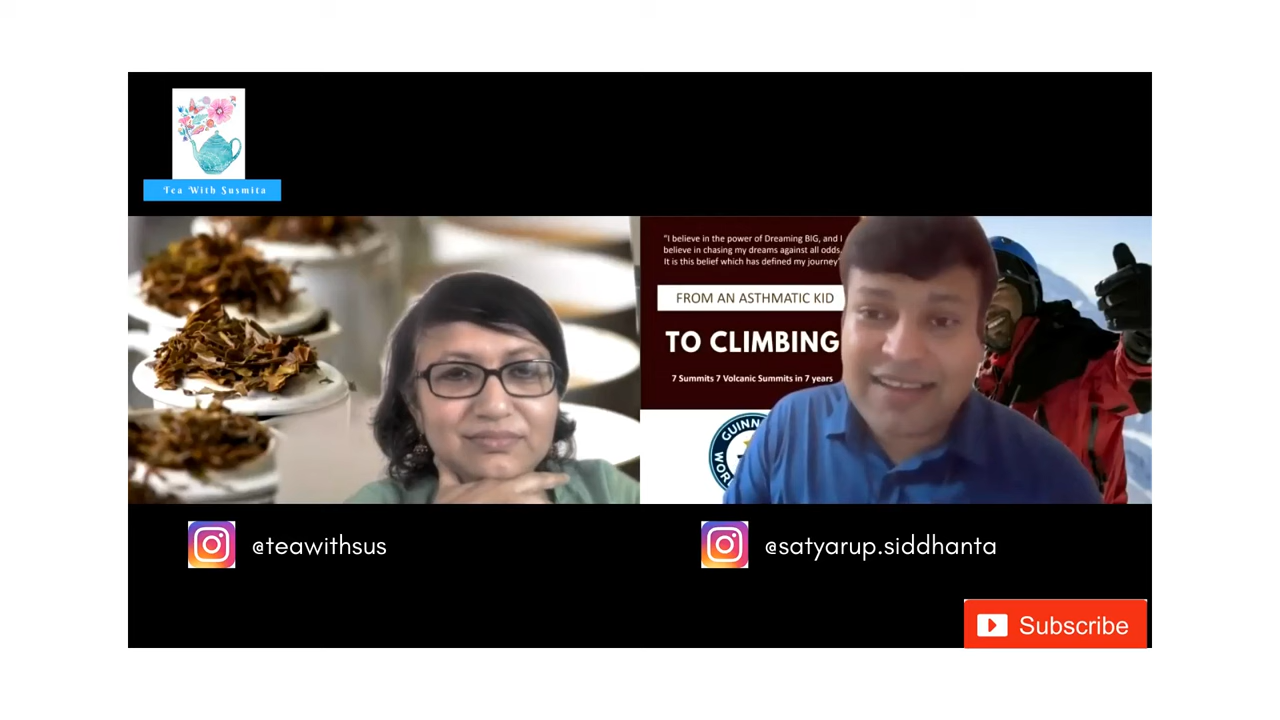 Tea With Susmita
"I believe in the power of Dreaming BIG, and I
believe in chasing my dreams against all odds.
It is this belief which has defined my journey"
FROM AN ASTHMATIC KID
TO CLIMBING
7 Summits 7 Volcanic Summits in 7 years
@teawithsus
@satyarup.siddhanta
Subscribe